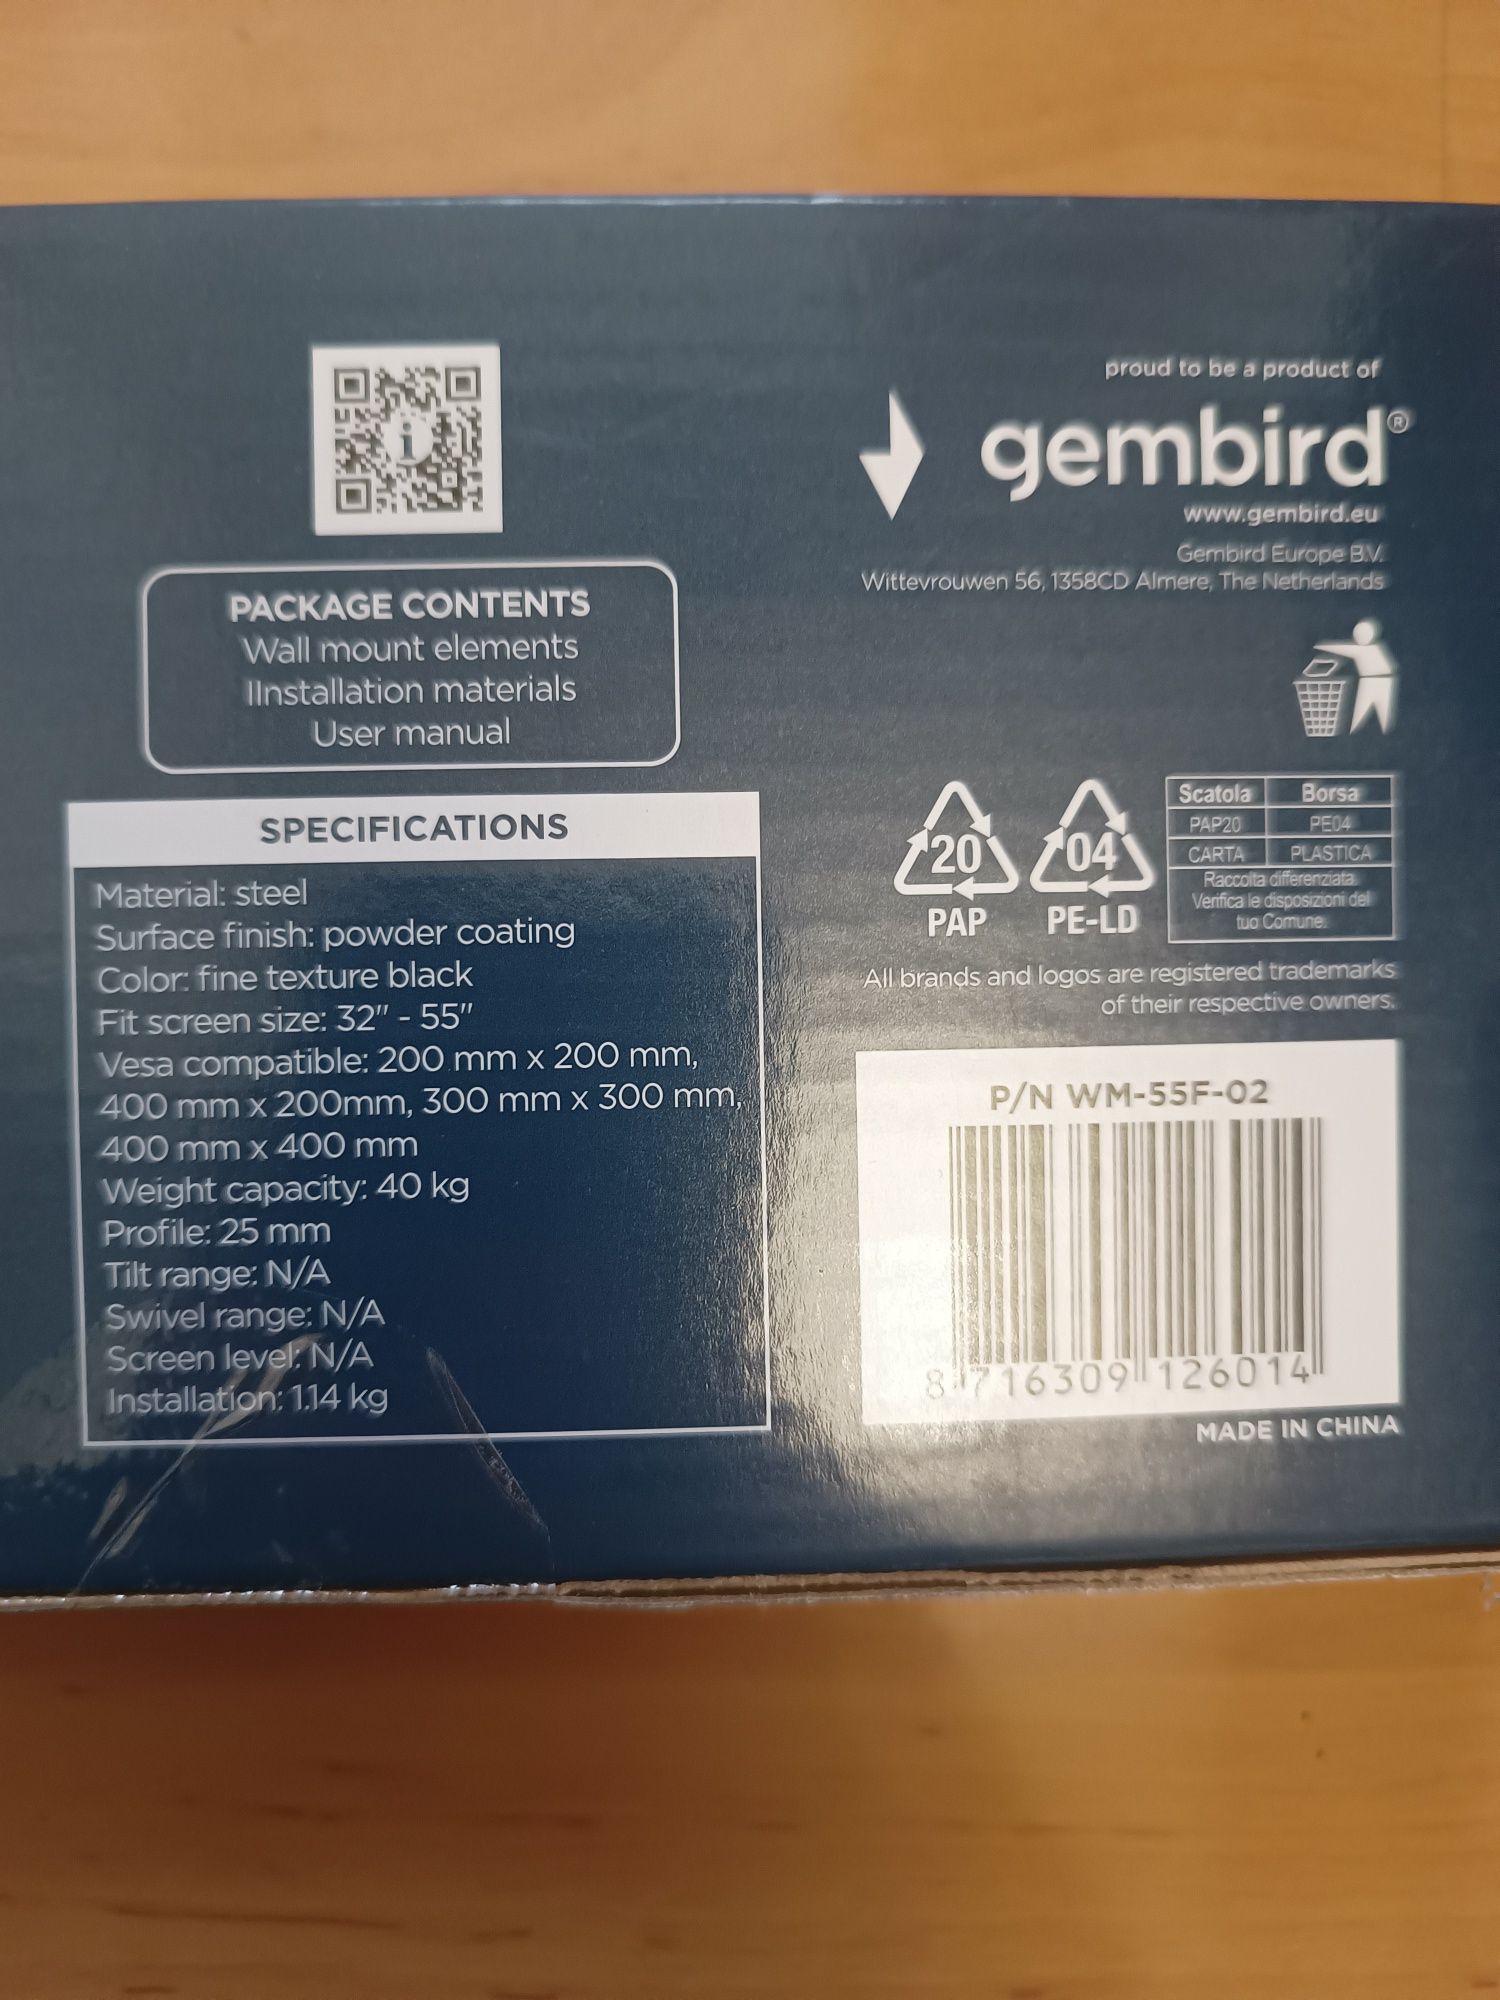 proud to be a product of
gembird®
www.gembird.eu
Gembird Europe B.V.
Wittevrouwen 56, 1358CD Almere, The Netherlands
i
PACKAGE CONTENTS
Wall mount elements
IInstallation materials
User manual
SPECIFICATIONS
Material: steel
Surface finish: powder coating
Color: fine texture black
Fit screen size: 32" - 55"
Vesa compatible: 200 mm x 200 mm,
400 mm x 200mm, 300 mm x 300 mm,
400 mm x 400 mm
Weight capacity: 40 kg
Profile: 25 mm
Tilt range: N/A
Swivel range: N/A
Screen level: N/A
Installation: 1.14 kg
20 04
PAP PE-LD
Scatola Borsa
PAP20 PE04
CARTA PLASTICA
Raccolta differenziata.
Verifica le disposizioni del
tuo Comune.
All brands and logos are registered trademarks
of their respective owners.
P/N WM-55F-02
8 716309 126014
MADE IN CHINA